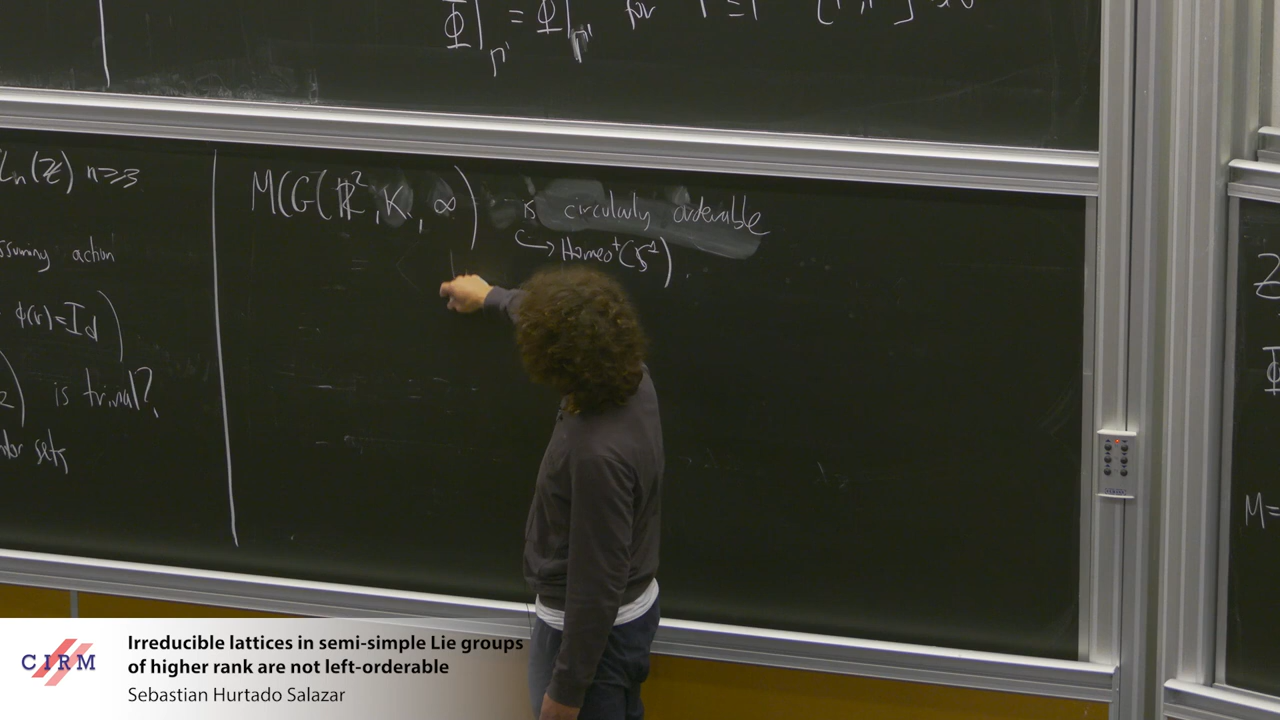 Φ|Γ' = Φ|Γ' for
Ln(Z) n≥3
ssuming action
φ(r)=Id)
is trivial?
sets
MCG(R², K, ∞) is circularly orderable
↪ Homeo⁺(S¹)
=
Z
Φ
M=
CIRM
Irreducible lattices in semi-simple Lie groups
of higher rank are not left-orderable
Sebastian Hurtado Salazar